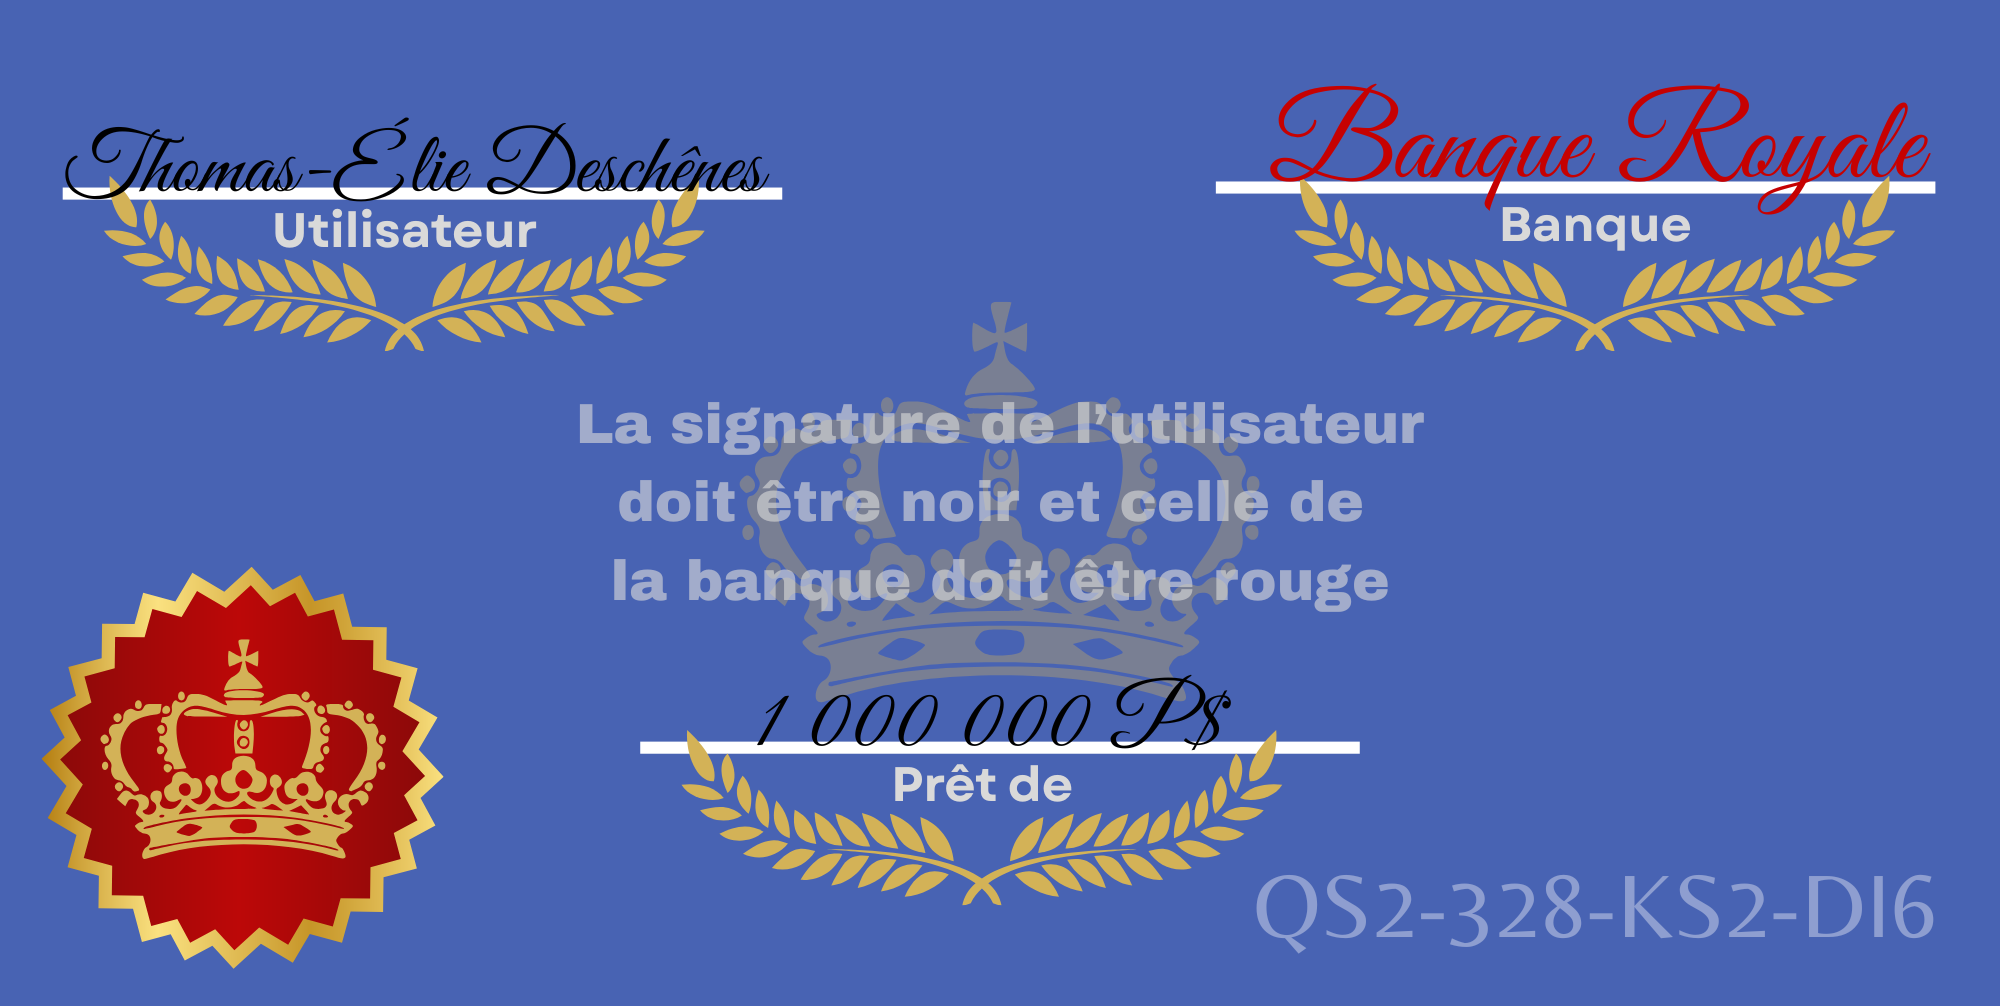 Thomas-Élie Deschênes
Utilisateur
Banque Royale
Banque
La signature de l’utilisateur
doit être noir et celle de
la banque doit être rouge
1 000 000 P$
Prêt de
QS2-328-KS2-DI6